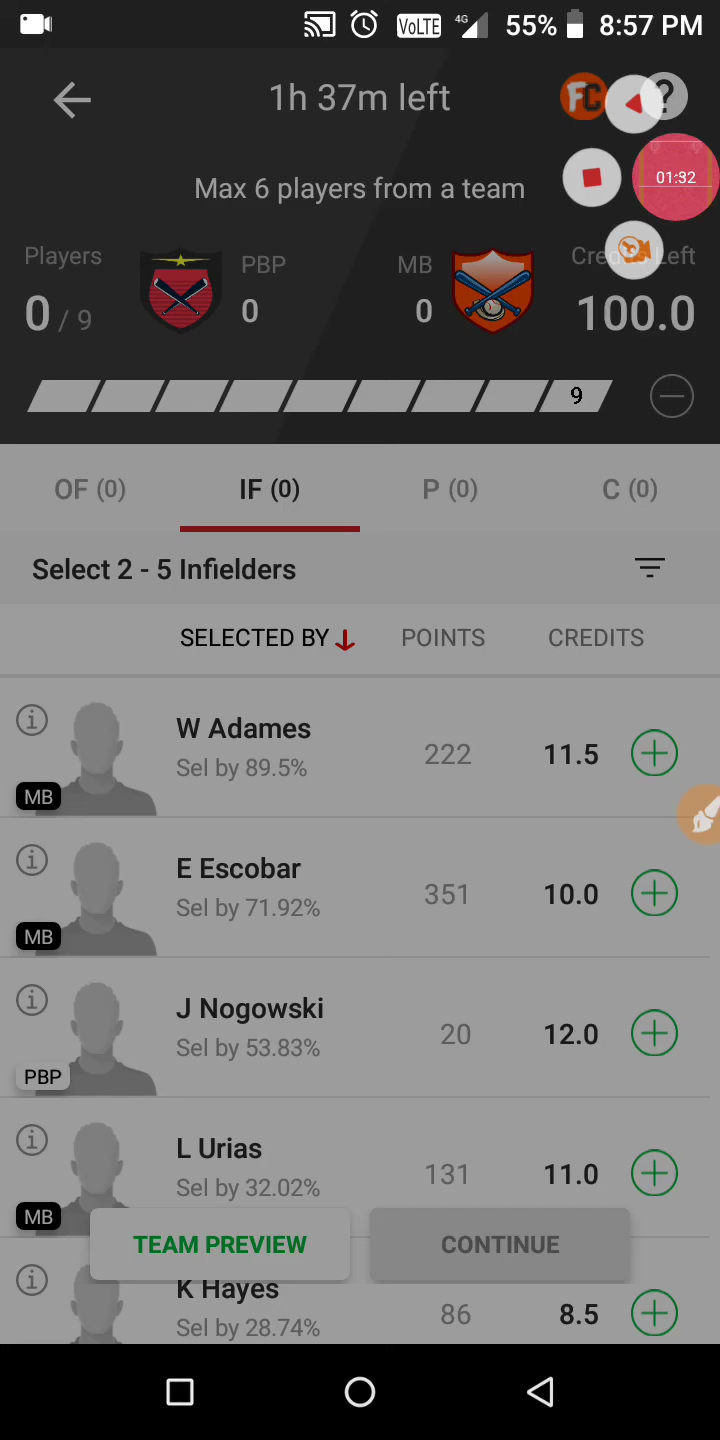 VoLTE 4G 55% 8:57 PM
1h 37m left
FC ?
01:32
Max 6 players from a team
Players PBP MB Credits Left
0 / 9 0 0 100.0
9
OF (0) IF (0) P (0) C (0)
Select 2 - 5 Infielders
SELECTED BY POINTS CREDITS
W Adames
Sel by 89.5% 222 11.5
MB
E Escobar
Sel by 71.92% 351 10.0
MB
J Nogowski
Sel by 53.83% 20 12.0
PBP
L Urias
Sel by 32.02% 131 11.0
MB
TEAM PREVIEW CONTINUE
K Hayes
Sel by 28.74% 86 8.5